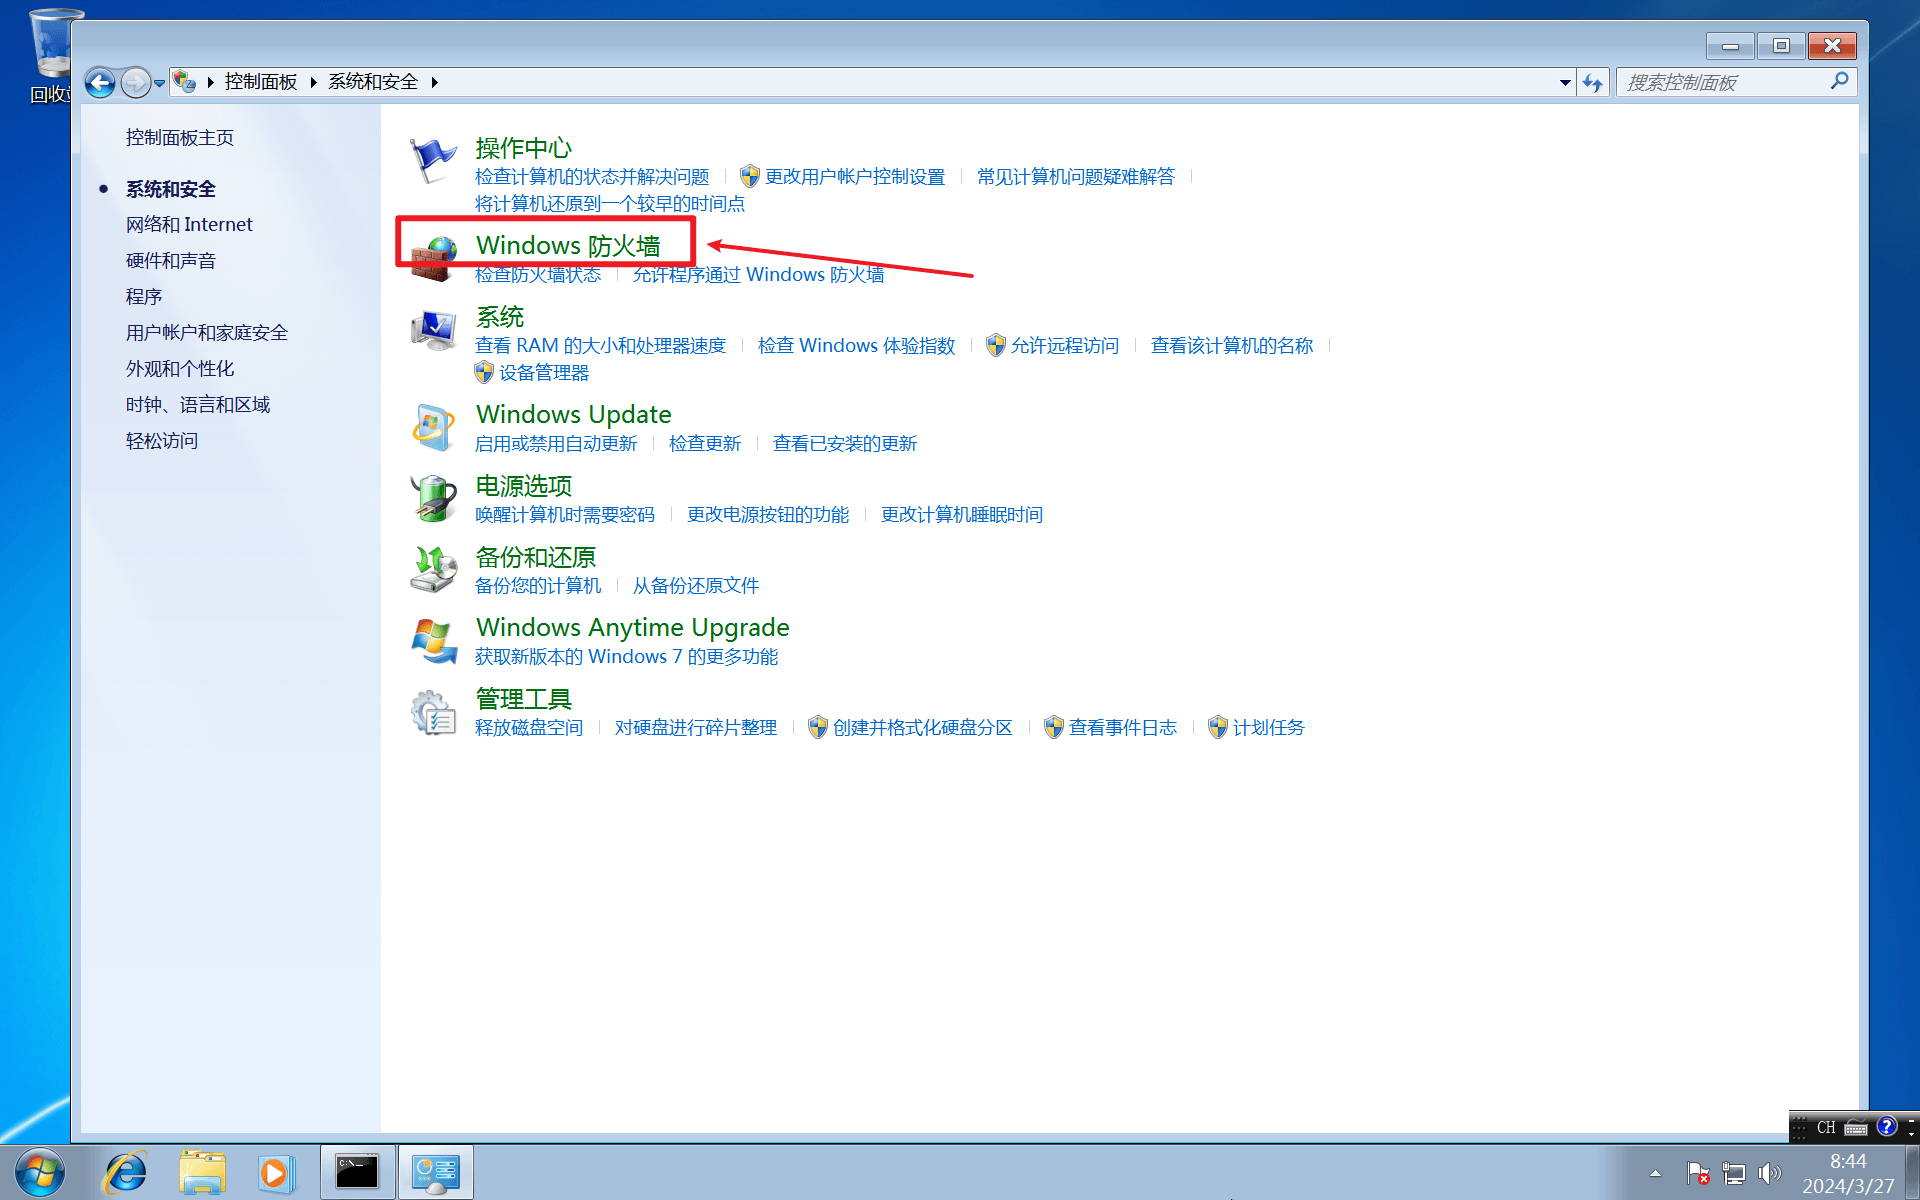 回收站
控制面板 系统和安全
搜索控制面板
控制面板主页
系统和安全
网络和 Internet
硬件和声音
程序
用户帐户和家庭安全
外观和个性化
时钟、语言和区域
轻松访问
操作中心
检查计算机的状态并解决问题 更改用户帐户控制设置 常见计算机问题疑难解答
将计算机还原到一个较早的时间点
Windows 防火墙
检查防火墙状态 允许程序通过 Windows 防火墙
系统
查看 RAM 的大小和处理器速度 检查 Windows 体验指数 允许远程访问 查看该计算机的名称
设备管理器
Windows Update
启用或禁用自动更新 检查更新 查看已安装的更新
电源选项
唤醒计算机时需要密码 更改电源按钮的功能 更改计算机睡眠时间
备份和还原
备份您的计算机 从备份还原文件
Windows Anytime Upgrade
获取新版本的 Windows 7 的更多功能
管理工具
释放磁盘空间 对硬盘进行碎片整理 创建并格式化硬盘分区 查看事件日志 计划任务
CH
C:\_
8:44
2024/3/27